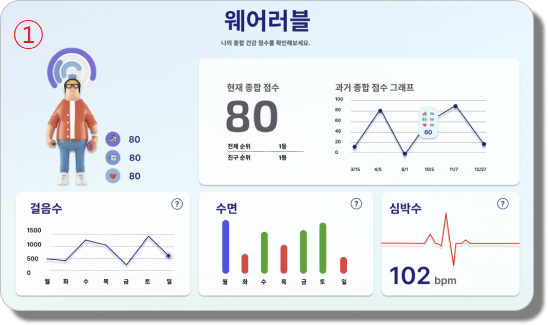 ①
웨어러블
나의 종합 건강 점수를 확인해보세요.
80
80
80
현재 종합 점수
80
전체 순위 1등
친구 순위 1등
과거 종합 점수 그래프
100
80
60
40
20
0
60
3/15 4/5 8/1 10/5 11/7 12/27
걸음수 ?
1500
1000
500
0
월 화 수 목 금 토 일
수면 ?
월 화 수 목 금 토 일
심박수 ?
102 bpm